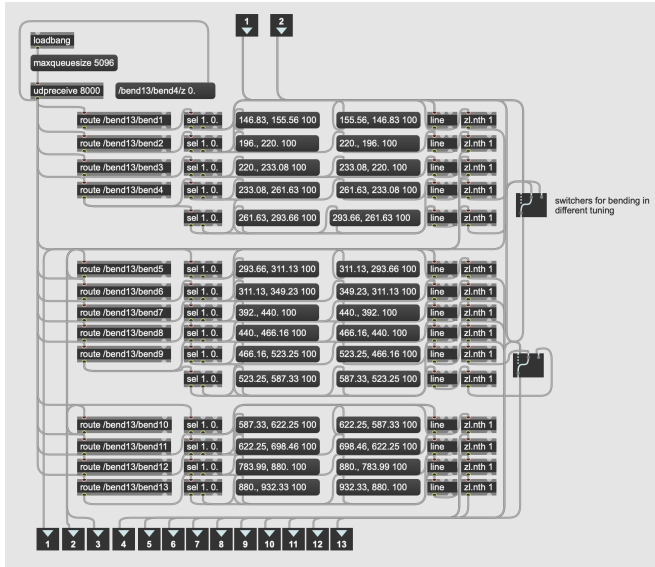 1 2
loadbang
maxqueuesize 5096
udpreceive 8000 /bend13/bend4/z 0.
route /bend13/bend1 sel 1. 0. 146.83, 155.56 100 155.56, 146.83 100 line zl.nth 1
route /bend13/bend2 sel 1. 0. 196., 220. 100 220., 196. 100 line zl.nth 1
route /bend13/bend3 sel 1. 0. 220., 233.08 100 233.08, 220. 100 line zl.nth 1
route /bend13/bend4 sel 1. 0. 233.08, 261.63 100 261.63, 233.08 100 line zl.nth 1
switchers for bending in
different tuning
sel 1. 0. 261.63, 293.66 100 293.66, 261.63 100 line zl.nth 1
route /bend13/bend5 sel 1. 0. 293.66, 311.13 100 311.13, 293.66 100 line zl.nth 1
route /bend13/bend6 sel 1. 0. 311.13, 349.23 100 349.23, 311.13 100 line zl.nth 1
route /bend13/bend7 sel 1. 0. 392., 440. 100 440., 392. 100 line zl.nth 1
route /bend13/bend8 sel 1. 0. 440., 466.16 100 466.16, 440. 100 line zl.nth 1
route /bend13/bend9 sel 1. 0. 466.16, 523.25 100 523.25, 466.16 100 line zl.nth 1
sel 1. 0. 523.25, 587.33 100 587.33, 523.25 100 line zl.nth 1
route /bend13/bend10 sel 1. 0. 587.33, 622.25 100 622.25, 587.33 100 line zl.nth 1
route /bend13/bend11 sel 1. 0. 622.25, 698.46 100 698.46, 622.25 100 line zl.nth 1
route /bend13/bend12 sel 1. 0. 783.99, 880. 100 880., 783.99 100 line zl.nth 1
route /bend13/bend13 sel 1. 0. 880., 932.33 100 932.33, 880. 100 line zl.nth 1
1 2 3 4 5 6 7 8 9 10 11 12 13